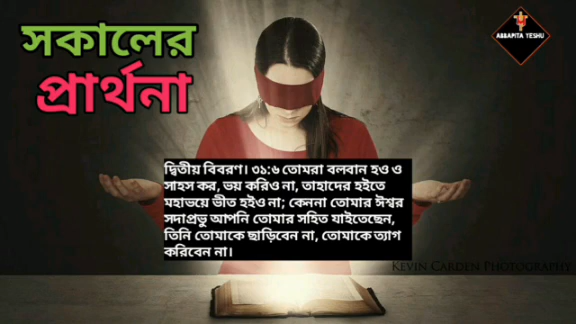 সকালের
প্রার্থনা
ABBAPITA YESHU
দ্বিতীয় বিবরণ। ৩১:৬ তোমরা বলবান হও ও
সাহস কর, ভয় করিও না, তাহাদের হইতে
মহাভয়ে ভীত হইও না; কেননা তোমার ঈশ্বর
সদাপ্রভু আপনি তোমার সহিত যাইতেছেন,
তিনি তোমাকে ছাড়িবেন না, তোমাকে ত্যাগ
করিবেন না।
KEVIN CARDEN PHOTOGRAPHY